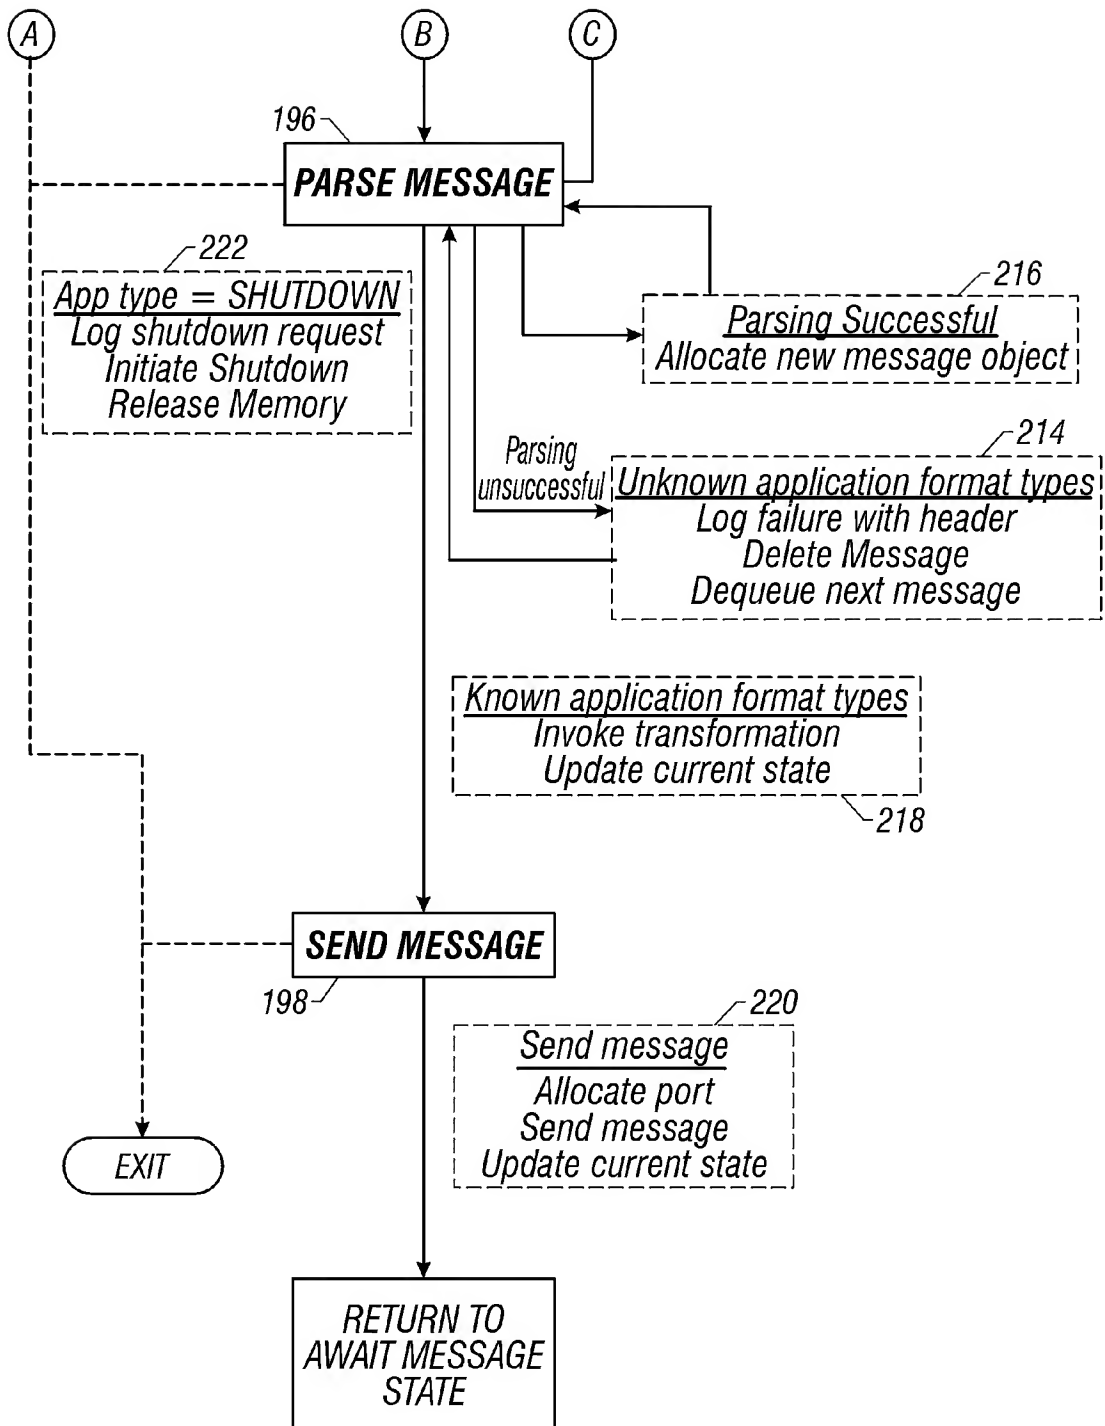 A
B
C
196
PARSE MESSAGE
222
App type = SHUTDOWN
Log shutdown request
Initiate Shutdown
Release Memory
216
Parsing Successful
Allocate new message object
Parsing
unsuccessful
214
Unknown application format types
Log failure with header
Delete Message
Dequeue next message
Known application format types
Invoke transformation
Update current state
218
SEND MESSAGE
198
220
Send message
Allocate port
Send message
Update current state
EXIT
RETURN TO
AWAIT MESSAGE
STATE